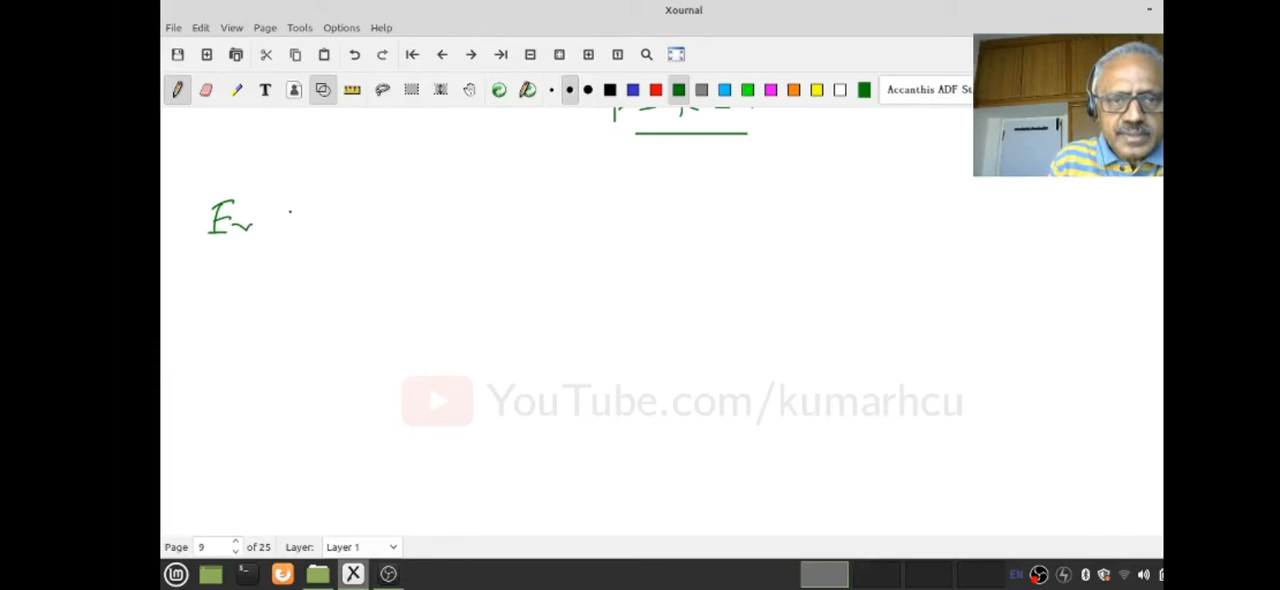 Xournal
File Edit View Page Tools Options Help
Accanthis ADF St
YouTube.com/kumarhcu
Page 9 of 25 Layer: Layer 1
EN